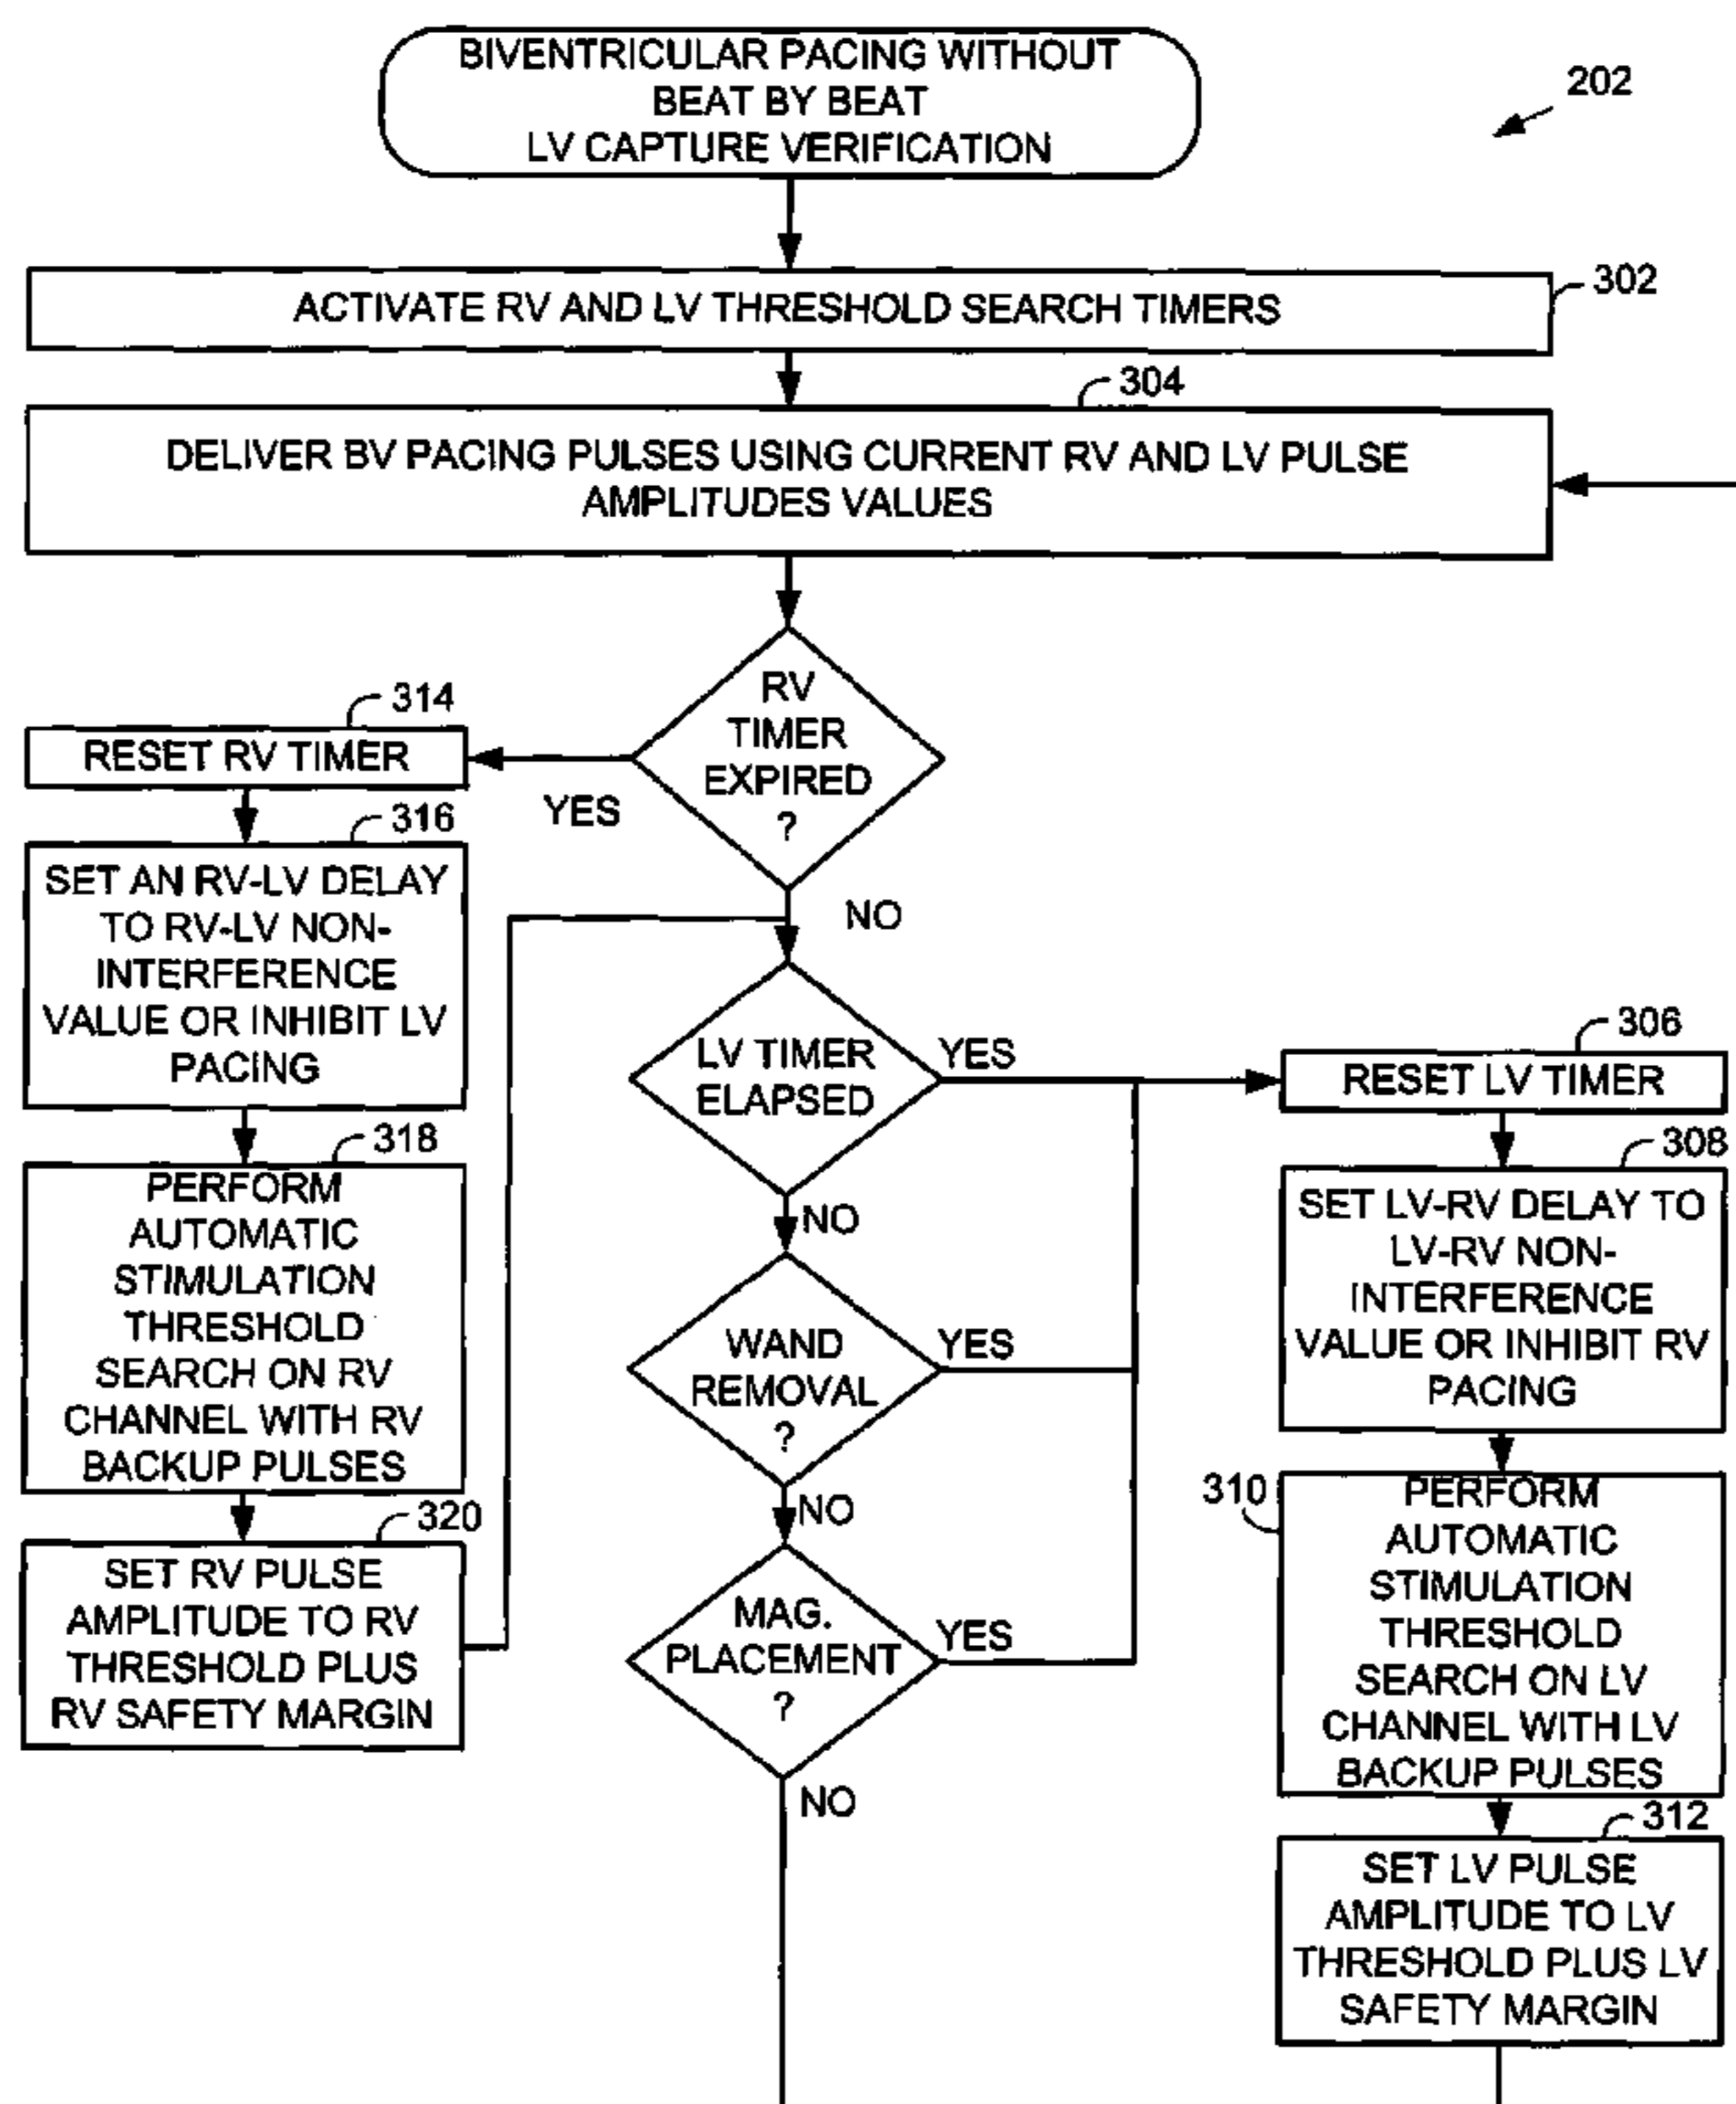 BIVENTRICULAR PACING WITHOUT
BEAT BY BEAT
LV CAPTURE VERIFICATION
202
ACTIVATE RV AND LV THRESHOLD SEARCH TIMERS
302
304
DELIVER BV PACING PULSES USING CURRENT RV AND LV PULSE
AMPLITUDES VALUES
RV
TIMER
EXPIRED
?
YES
NO
314
RESET RV TIMER
316
SET AN RV-LV DELAY
TO RV-LV NON-
INTERFERENCE
VALUE OR INHIBIT LV
PACING
318
PERFORM
AUTOMATIC
STIMULATION
THRESHOLD
SEARCH ON RV
CHANNEL WITH RV
BACKUP PULSES
320
SET RV PULSE
AMPLITUDE TO RV
THRESHOLD PLUS
RV SAFETY MARGIN
LV TIMER
ELAPSED
YES
NO
WAND
REMOVAL
?
YES
NO
MAG.
PLACEMENT
?
YES
NO
306
RESET LV TIMER
308
SET LV-RV DELAY TO
LV-RV NON-
INTERFERENCE
VALUE OR INHIBIT RV
PACING
310
PERFORM
AUTOMATIC
STIMULATION
THRESHOLD
SEARCH ON LV
CHANNEL WITH LV
BACKUP PULSES
312
SET LV PULSE
AMPLITUDE TO LV
THRESHOLD PLUS LV
SAFETY MARGIN